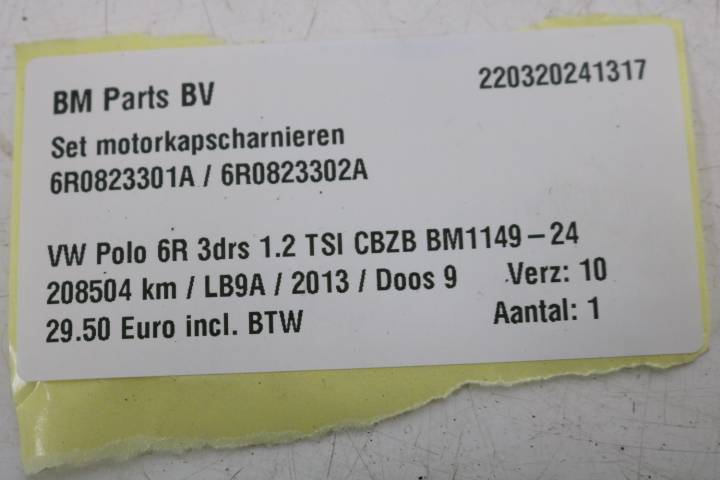 BM Parts BV 220320241317
Set motorkapscharnieren
6R0823301A / 6R0823302A
VW Polo 6R 3drs 1.2 TSI CBZB BM1149-24
208504 km / LB9A / 2013 / Doos 9 Verz: 10
29.50 Euro incl. BTW Aantal: 1